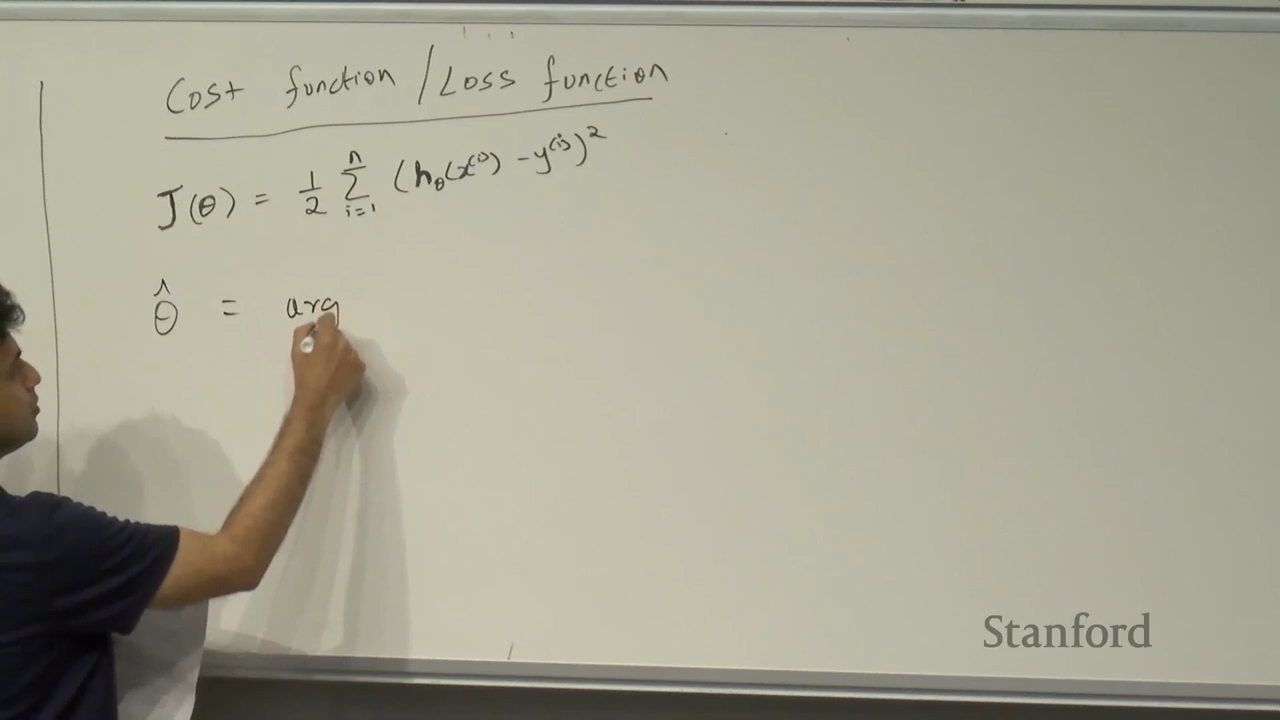 Cost function / Loss function
J(θ) = 1/2 Σ_{i=1}^{n} (h_θ(x^{(i)}) - y^{(i)})^2
θ̂ = arg
Stanford